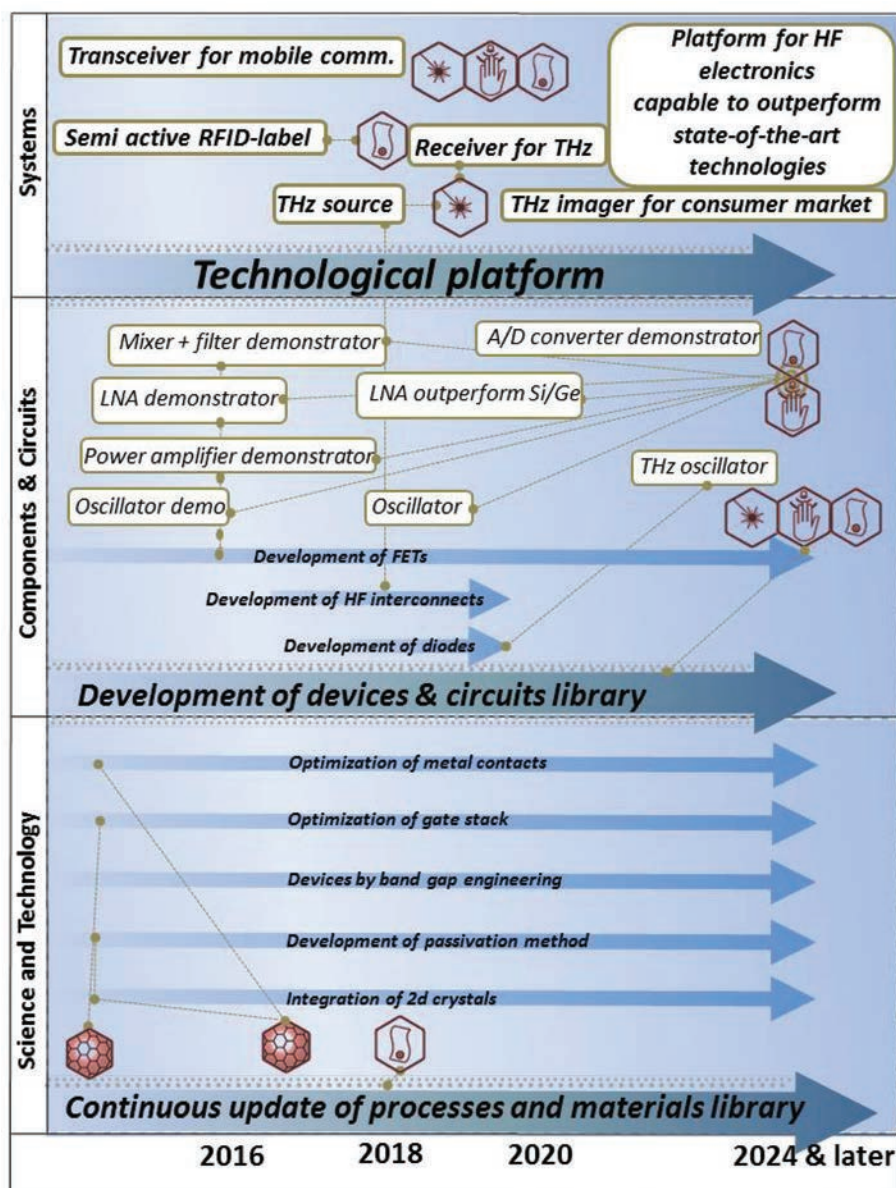 Systems
Transceiver for mobile comm.
Platform for HF
electronics
capable to outperform
state-of-the-art
technologies
Semi active RFID-label
Receiver for THz
THz source
THz imager for consumer market
Technological platform
Components & Circuits
Mixer + filter demonstrator
A/D converter demonstrator
LNA demonstrator
LNA outperform Si/Ge
Power amplifier demonstrator
THz oscillator
Oscillator demo
Oscillator
Development of FETs
Development of HF interconnects
Development of diodes
Development of devices & circuits library
Science and Technology
Optimization of metal contacts
Optimization of gate stack
Devices by band gap engineering
Development of passivation method
Integration of 2d crystals
Continuous update of processes and materials library
2016 2018 2020 2024 & later